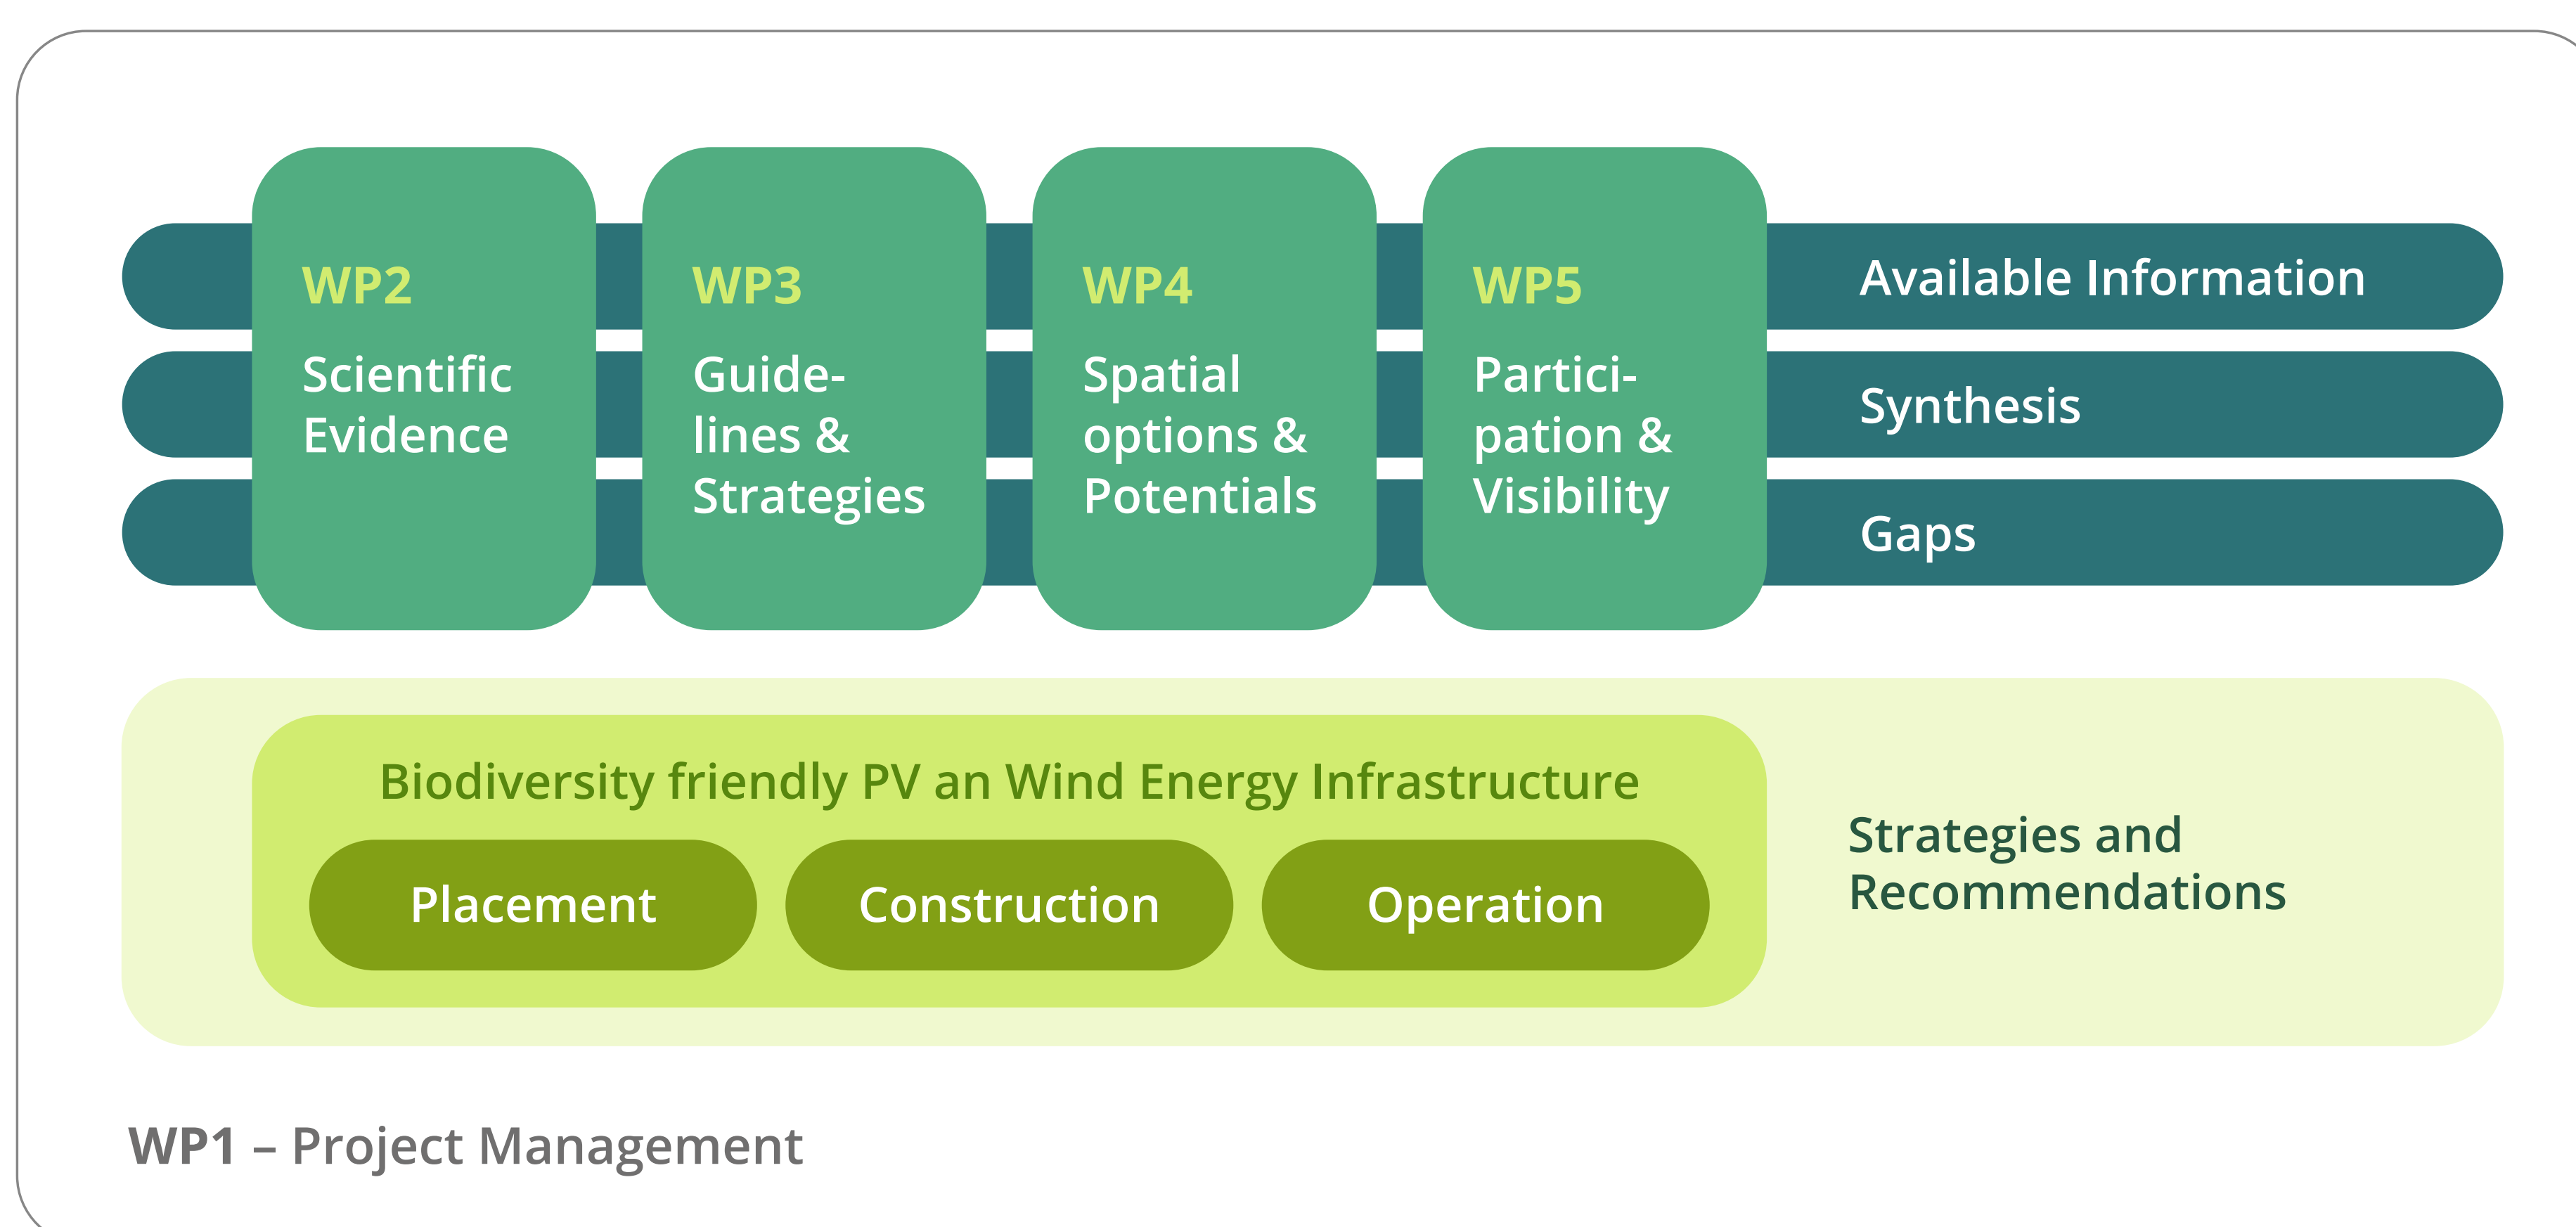 WP2
Scientific
Evidence
WP3
Guide-
lines &
Strategies
WP4
Spatial
options &
Potentials
WP5
Partici-
pation &
Visibility
Available Information
Synthesis
Gaps
Biodiversity friendly PV an Wind Energy Infrastructure
Placement
Construction
Operation
Strategies and
Recommendations
WP1 – Project Management